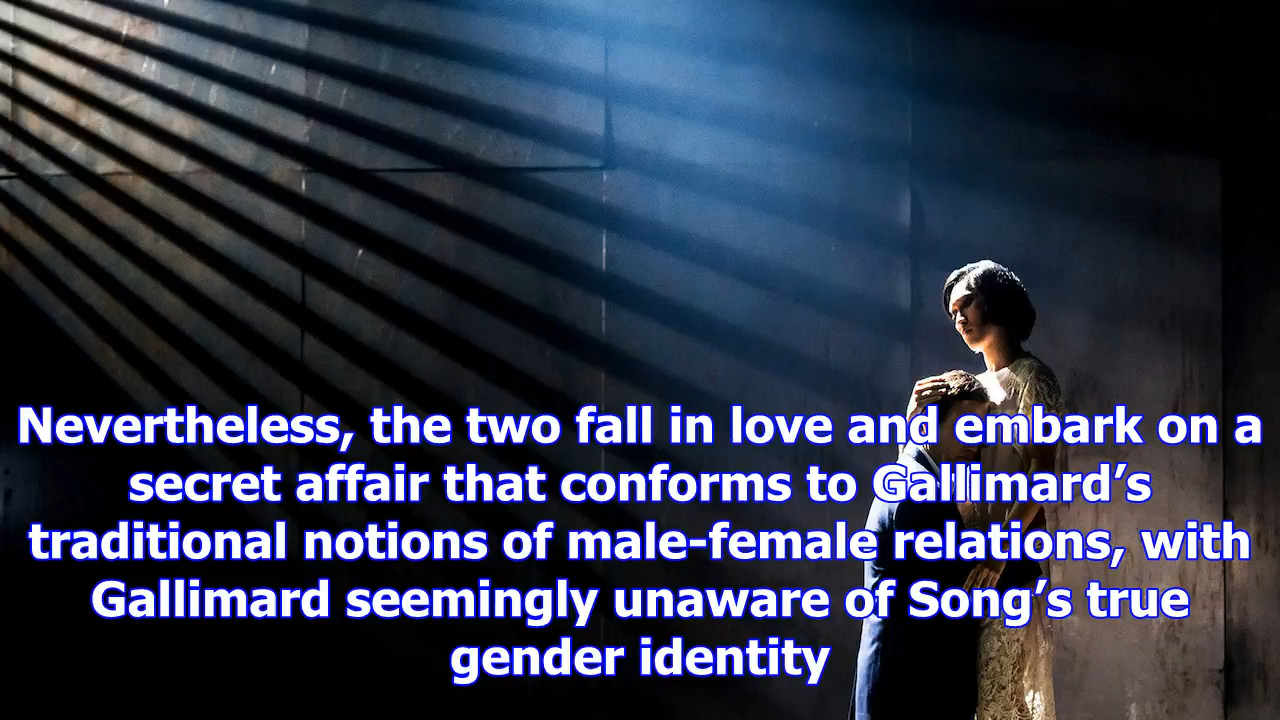 Nevertheless, the two fall in love and embark on a
secret affair that conforms to Gallimard’s
traditional notions of male-female relations, with
Gallimard seemingly unaware of Song’s true
gender identity